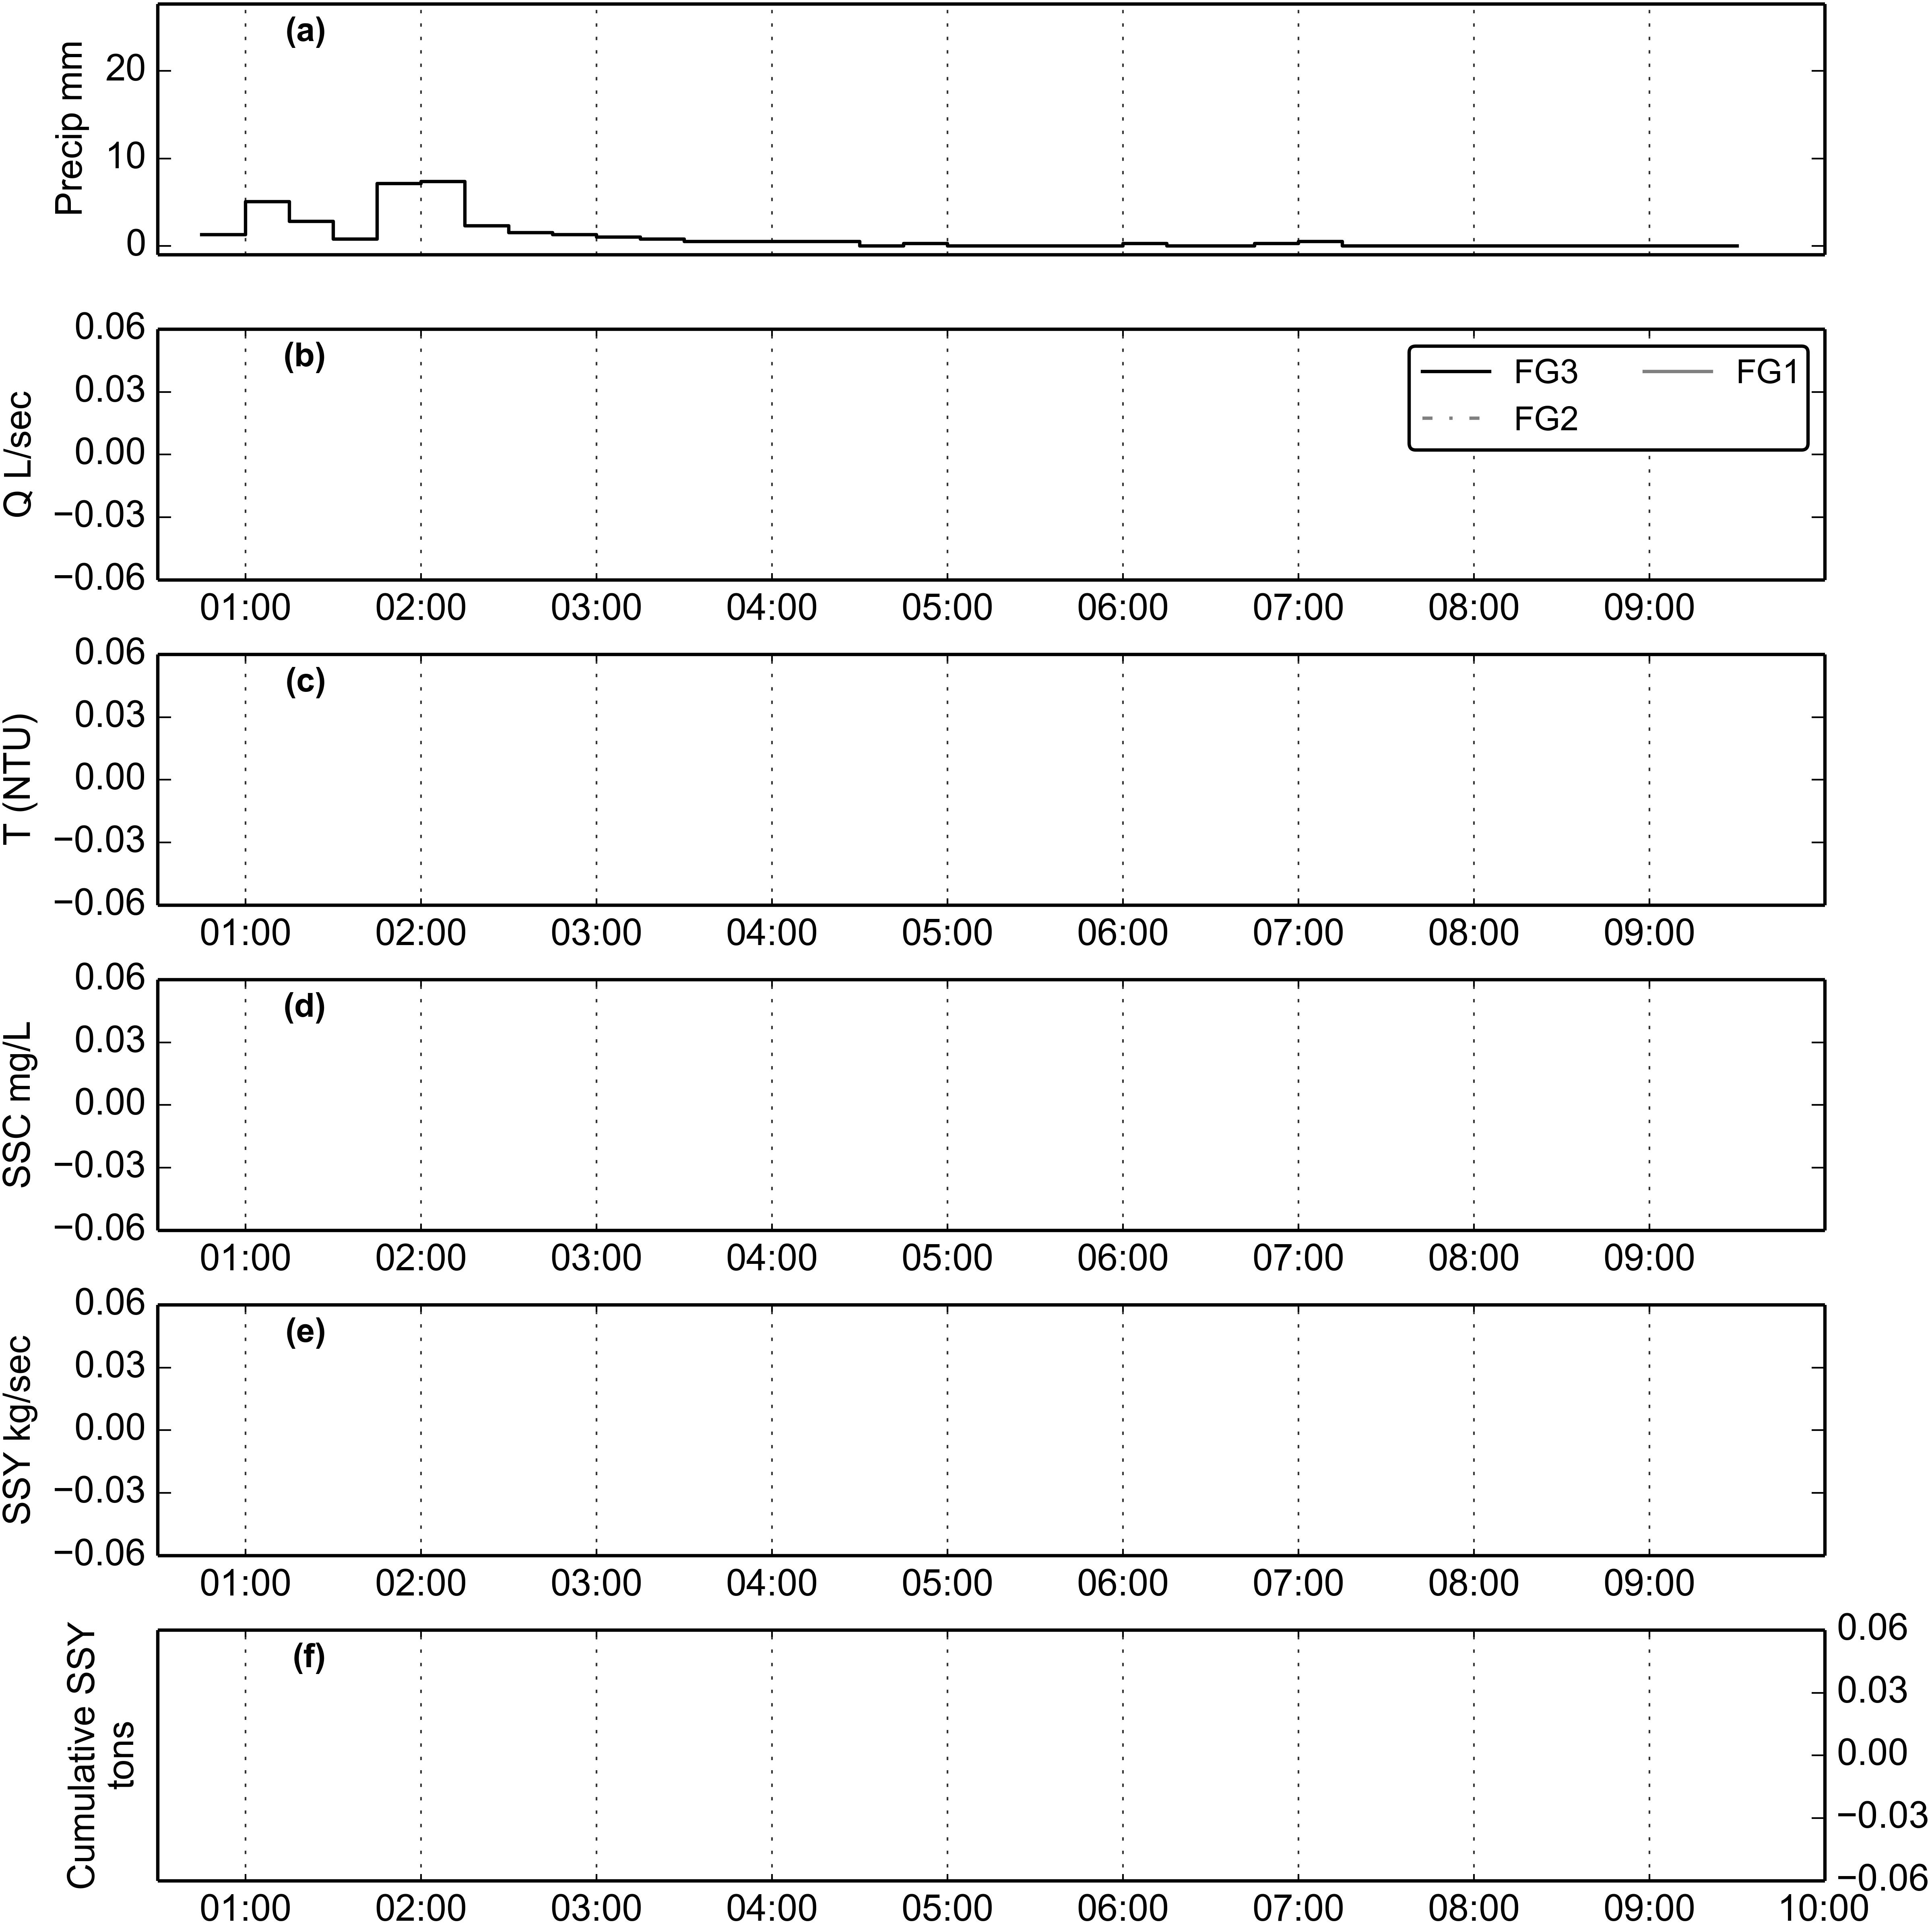 (a)
Precip mm
20
10
0
(b)
Q L/sec
0.06
0.03
0.00
−0.03
−0.06
FG3 FG1
FG2
01:00 02:00 03:00 04:00 05:00 06:00 07:00 08:00 09:00
(c)
T (NTU)
0.06
0.03
0.00
−0.03
−0.06
01:00 02:00 03:00 04:00 05:00 06:00 07:00 08:00 09:00
(d)
SSC mg/L
0.06
0.03
0.00
−0.03
−0.06
01:00 02:00 03:00 04:00 05:00 06:00 07:00 08:00 09:00
(e)
SSY kg/sec
0.06
0.03
0.00
−0.03
−0.06
01:00 02:00 03:00 04:00 05:00 06:00 07:00 08:00 09:00
(f)
Cumulative SSY
tons
0.06
0.03
0.00
−0.03
−0.06
01:00 02:00 03:00 04:00 05:00 06:00 07:00 08:00 09:00 10:00